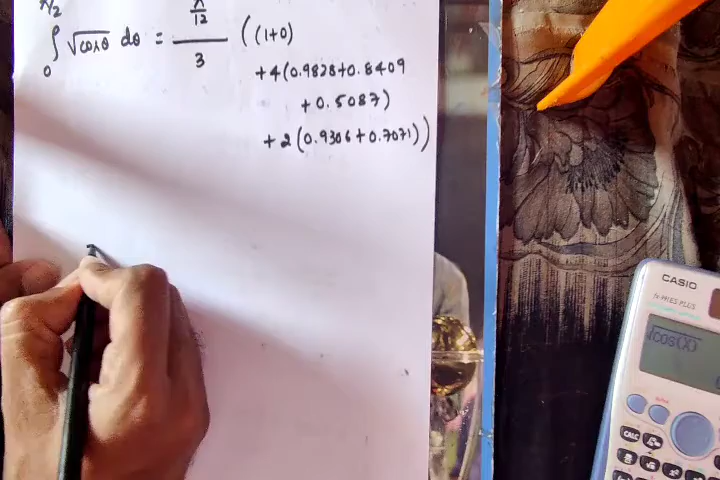 π/2
∫ √cosθ dθ = π/12 / 3 ((1+0)
0
+4(0.9828+0.8409
+0.5087)
+2(0.9306+0.7071))
CASIO
√cos(X)
CALC